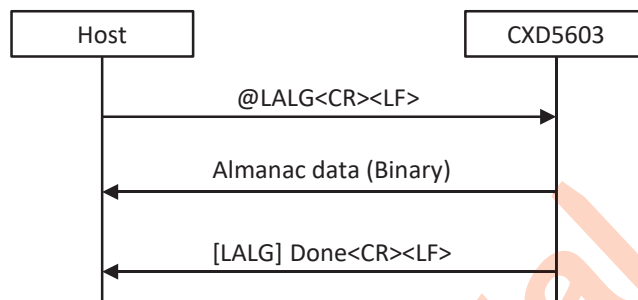 Host
CXD5603
@LALG<CR><LF>
Almanac data (Binary)
[LALG] Done<CR><LF>